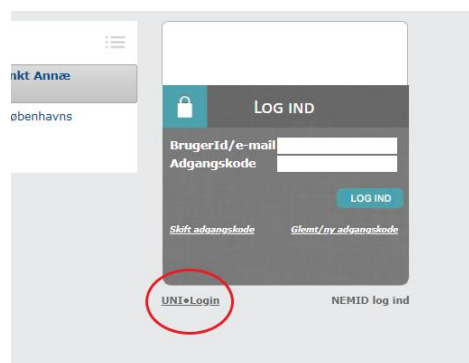 nkt Annæ
øbenhavns
LOG IND
BrugerId/e-mail
Adgangskode
LOG IND
Skift adgangskode Glemt/ny adgangskode
UNI•Login NEMID log ind